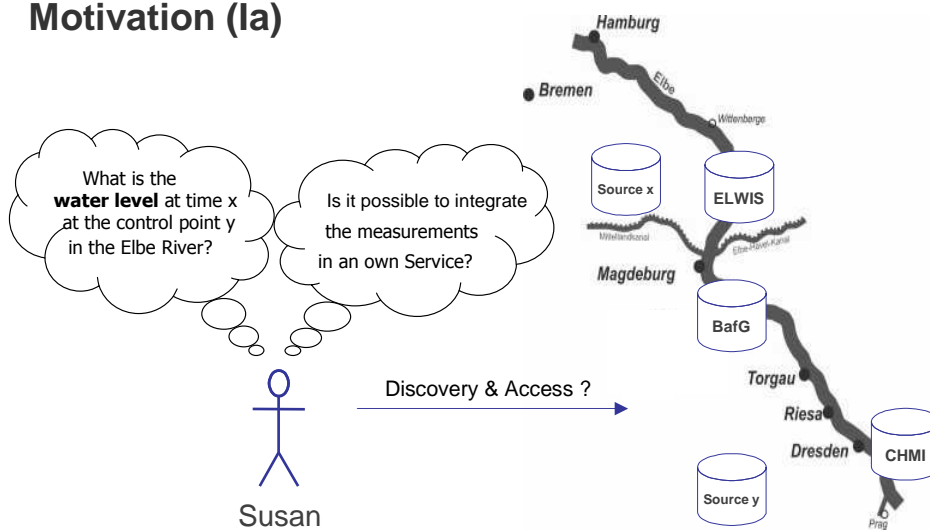 Motivation (Ia)
Hamburg
Elbe
Bremen
Wittenberge
What is the
water level at time x
at the control point y
in the Elbe River?
Is it possible to integrate
the measurements
in an own Service?
Source x
ELWIS
Mittellandkanal
Elbe-Havel-Kanal
Magdeburg
BafG
Torgau
Discovery & Access ?
Riesa
Dresden
CHMI
Source y
Susan
Prag